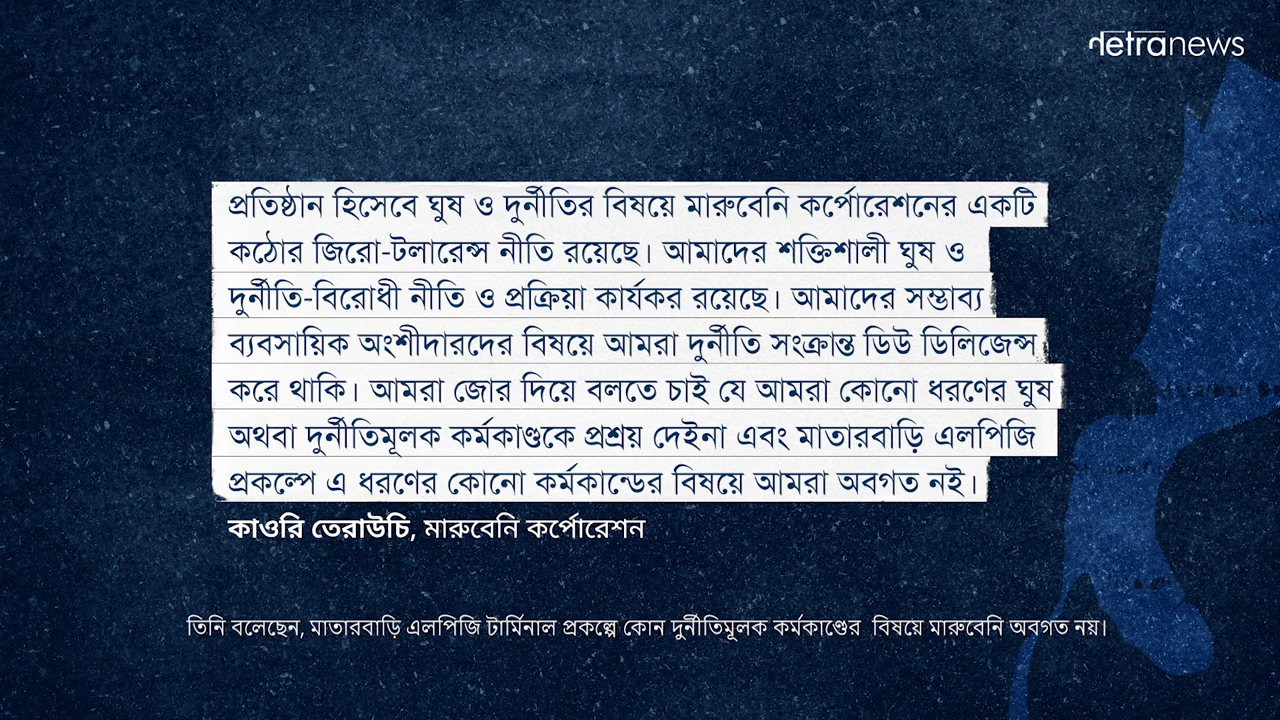 netranews
প্রতিষ্ঠান হিসেবে ঘুষ ও দুর্নীতির বিষয়ে মারুবেনি কর্পোরেশনের একটি
কঠোর জিরো-টলারেন্স নীতি রয়েছে। আমাদের শক্তিশালী ঘুষ ও
দুর্নীতি-বিরোধী নীতি ও প্রক্রিয়া কার্যকর রয়েছে। আমাদের সম্ভাব্য
ব্যবসায়িক অংশীদারদের বিষয়ে আমরা দুর্নীতি সংক্রান্ত ডিউ ডিলিজেন্স
করে থাকি। আমরা জোর দিয়ে বলতে চাই যে আমরা কোনো ধরণের ঘুষ
অথবা দুর্নীতিমূলক কর্মকাণ্ডকে প্রশ্রয় দেইনা এবং মাতারবাড়ি এলপিজি
প্রকল্পে এ ধরণের কোনো কর্মকান্ডের বিষয়ে আমরা অবগত নই।
কাওরি তেরাউচি, মারুবেনি কর্পোরেশন
তিনি বলেছেন, মাতারবাড়ি এলপিজি টার্মিনাল প্রকল্পে কোন দুর্নীতিমূলক কর্মকাণ্ডের বিষয়ে মারুবেনি অবগত নয়।